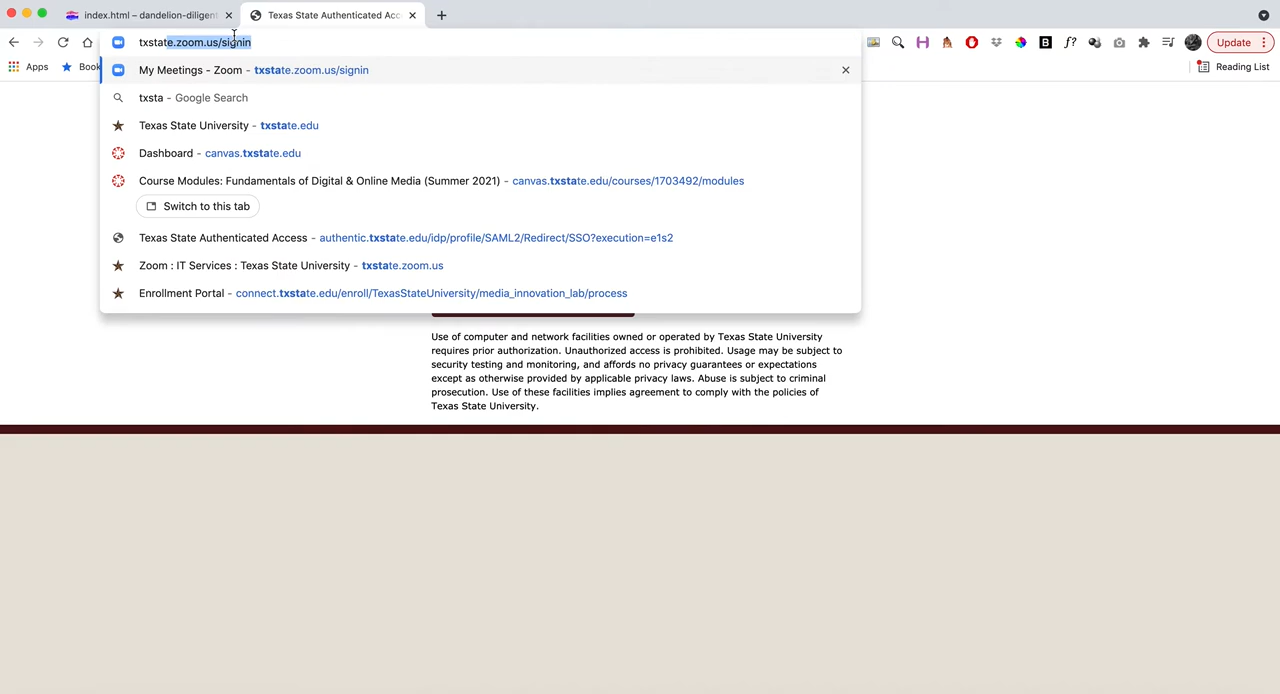 index.html – dandelion-diligent
Texas State Authenticated Acc
txstate.zoom.us/signin
Update
Apps
Book
Reading List
My Meetings - Zoom - txstate.zoom.us/signin
txsta - Google Search
Texas State University - txstate.edu
Dashboard - canvas.txstate.edu
Course Modules: Fundamentals of Digital & Online Media (Summer 2021) - canvas.txstate.edu/courses/1703492/modules
Switch to this tab
Texas State Authenticated Access - authentic.txstate.edu/idp/profile/SAML2/Redirect/SSO?execution=e1s2
Zoom : IT Services : Texas State University - txstate.zoom.us
Enrollment Portal - connect.txstate.edu/enroll/TexasStateUniversity/media_innovation_lab/process
Use of computer and network facilities owned or operated by Texas State University
requires prior authorization. Unauthorized access is prohibited. Usage may be subject to
security testing and monitoring, and affords no privacy guarantees or expectations
except as otherwise provided by applicable privacy laws. Abuse is subject to criminal
prosecution. Use of these facilities implies agreement to comply with the policies of
Texas State University.